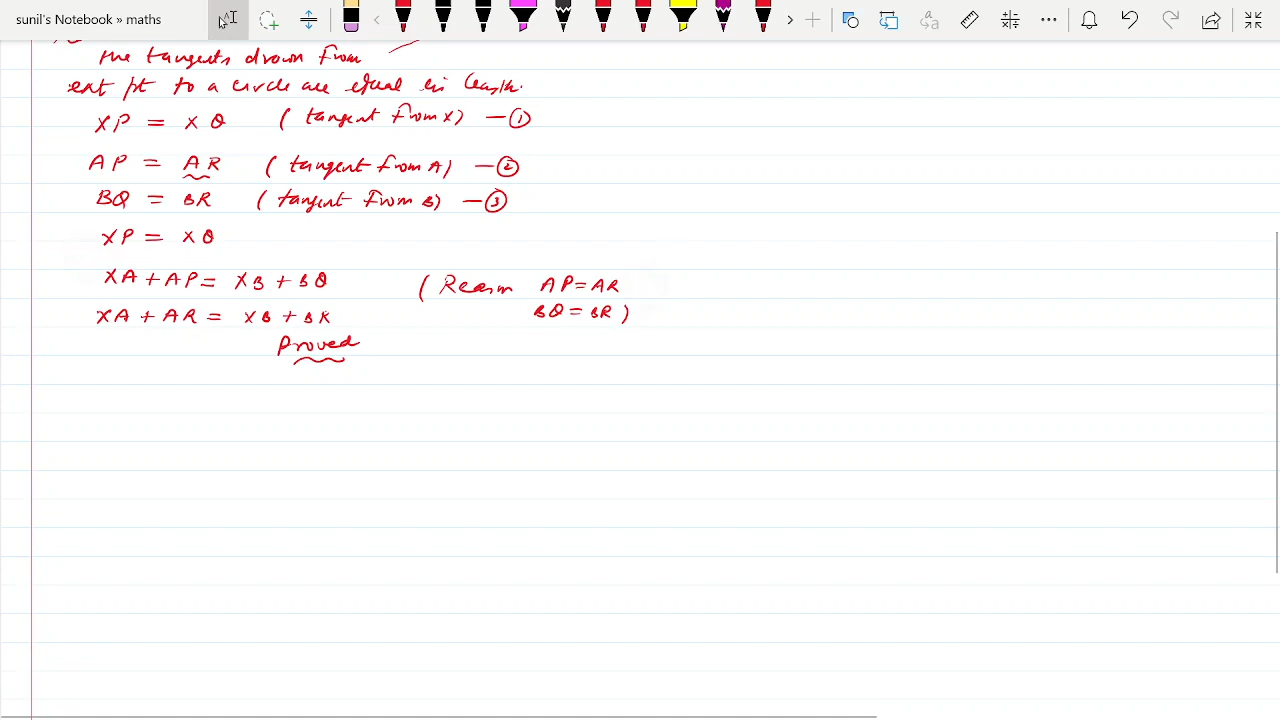 sunil's Notebook » maths
the tangents drawn from
ext pt to a circle are equal in length.
XP = XQ (tangent from X) — ①
AP = AR (tangent from A) — ②
BQ = BR (tangent from B) — ③
XP = XQ
XA + AP = XB + BQ (Reason AP = AR
XA + AR = XB + BR BQ = BR)
Proved